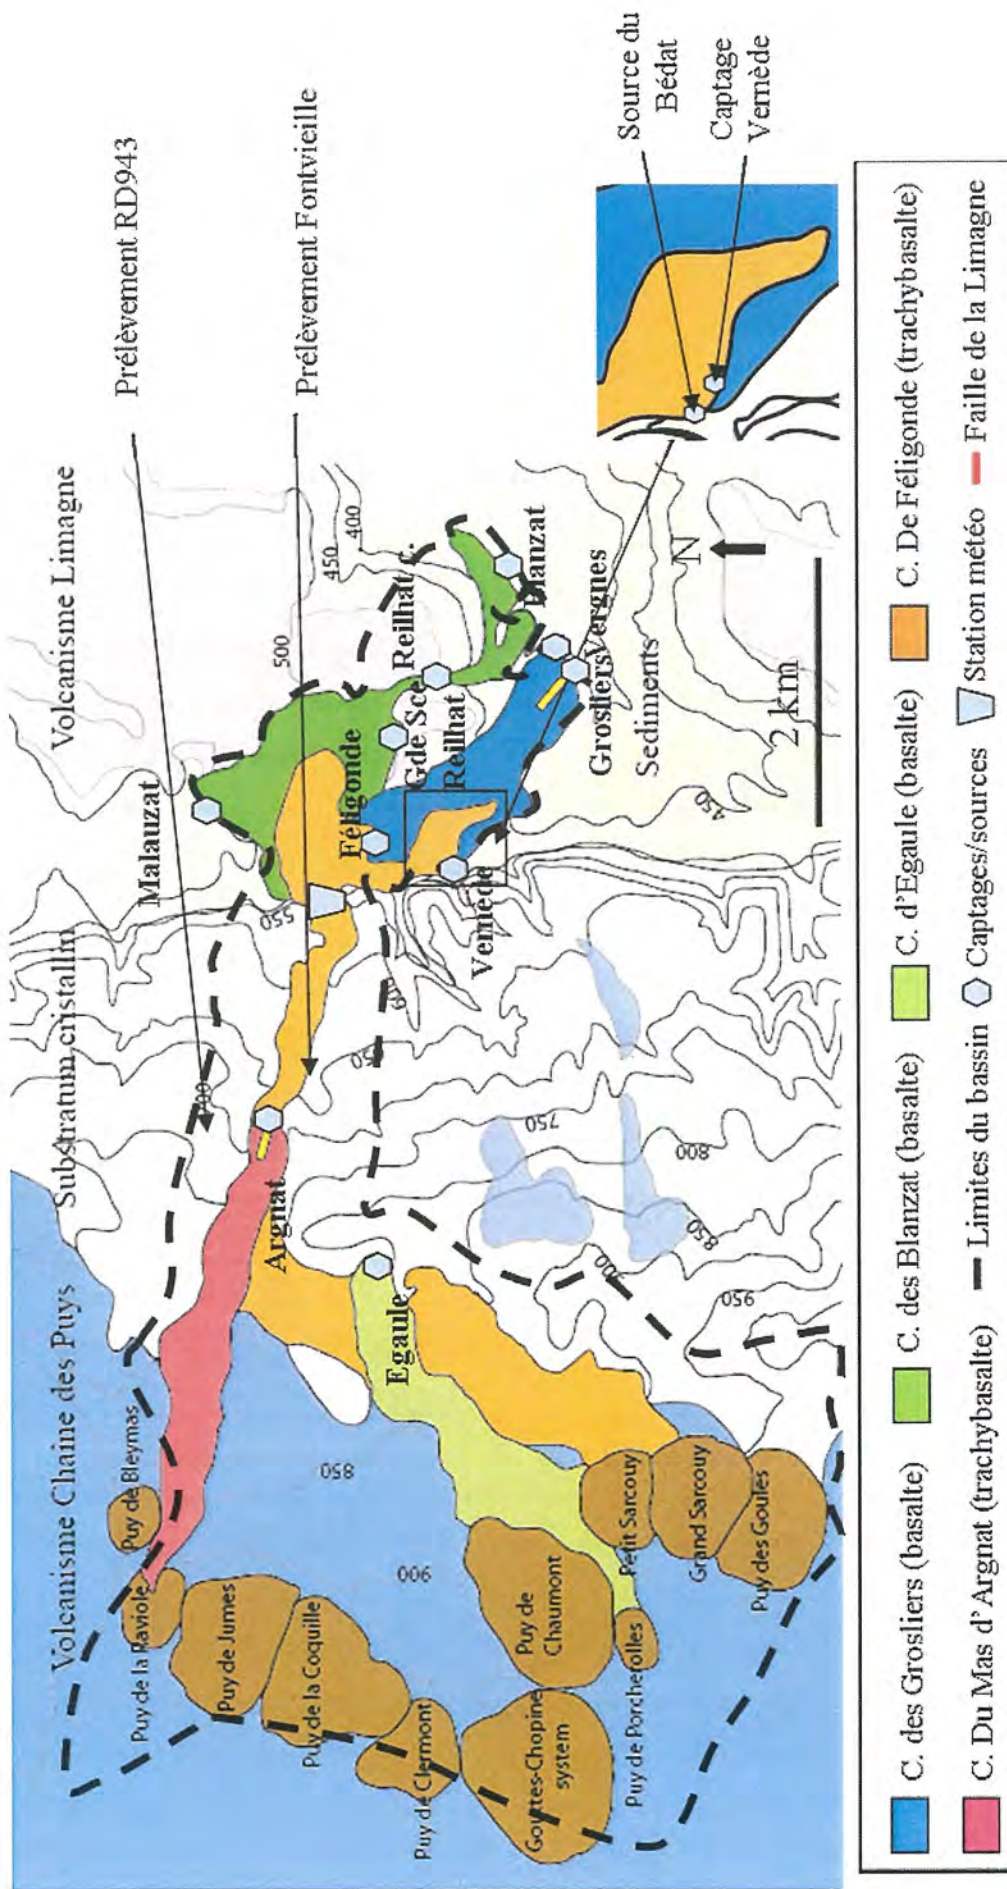 Volcanisme Chaine des Puys
Substratum cristallin
Volcanisme Limagne
Prélèvement RD943
Prélèvement Fontvieille
Malauzat
Puy de Bleymas
Puy de la Raviole
Puy de Jumes
Puy de la Coquille
Puy de Clermont
Gouttes-Chopine
system
Puy de
Chaumont
Puy de Porcherolles
Petit Sarcouy
Grand Sarcouy
Puy des Goules
Argnat
Egaule
Féligonde
Gde Sce
Reilhat
Reilhat c.
Vernède
Blanzat
Vergnes
Grosliers
Sediments
850
900
550
500
450
400
600
750
800
850
900
950
450
N
2 km
Source du
Bédat
Captage
Vernède
C. des Grosliers (basalte)
C. des Blanzat (basalte)
C. d'Egaule (basalte)
C. De Féligonde (trachybasalte)
C. Du Mas d' Argnat (trachybasalte)
Limites du bassin
Captages/sources
Station météo
Faille de la Limagne